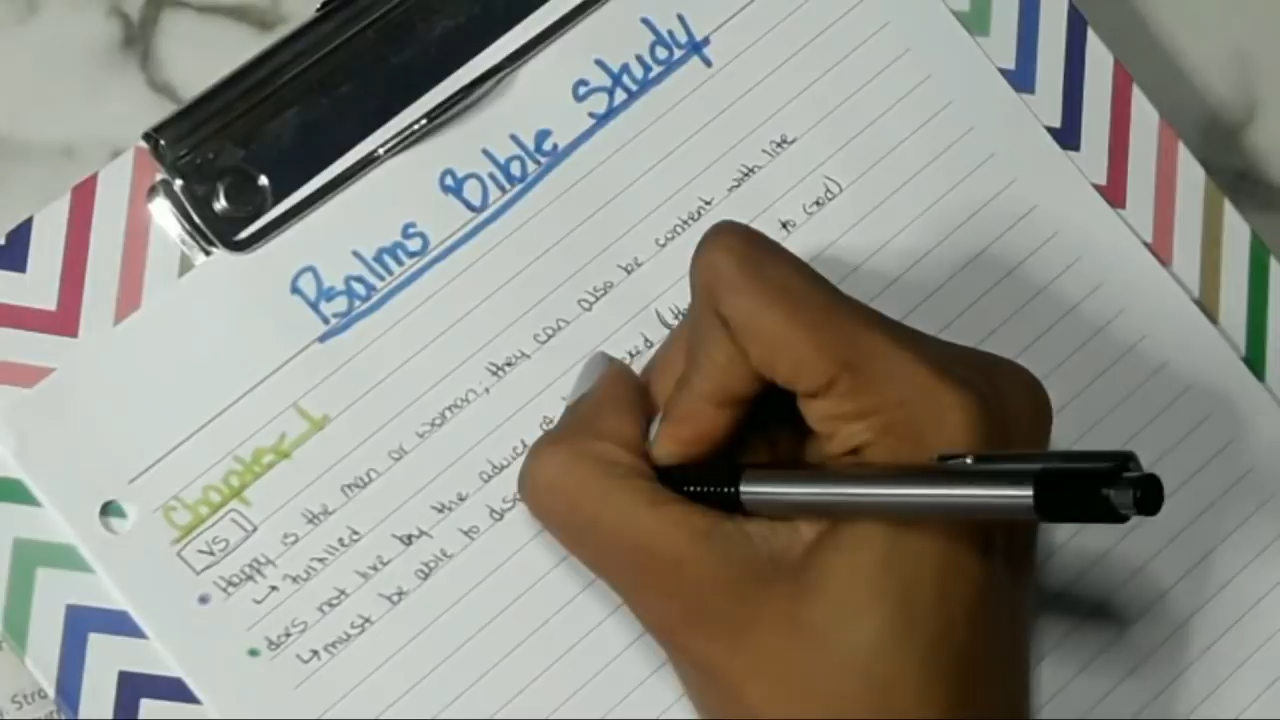 Psalms Bible Study
Chapter 1
vs 1
• Happy is the man or woman; they can also be content with life
↳ fulfilled
• does not live by the advice to God)
↳ must be able to
Stra